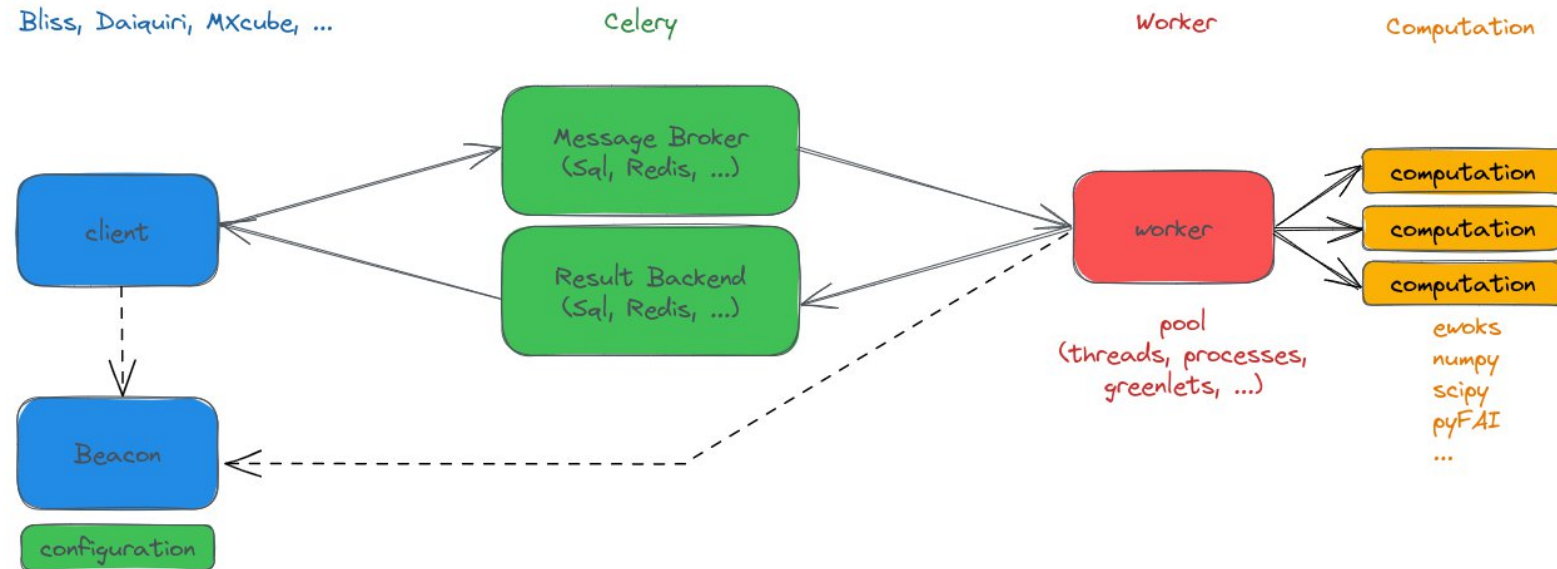 Bliss, Daiquiri, MXcube, ...
Celery
Worker
Computation
client
Message Broker
(Sql, Redis, ...)
Result Backend
(Sql, Redis, ...)
worker
computation
computation
computation
pool
(threads, processes,
greenlets, ...)
ewoks
numpy
scipy
pyFAI
...
Beacon
configuration